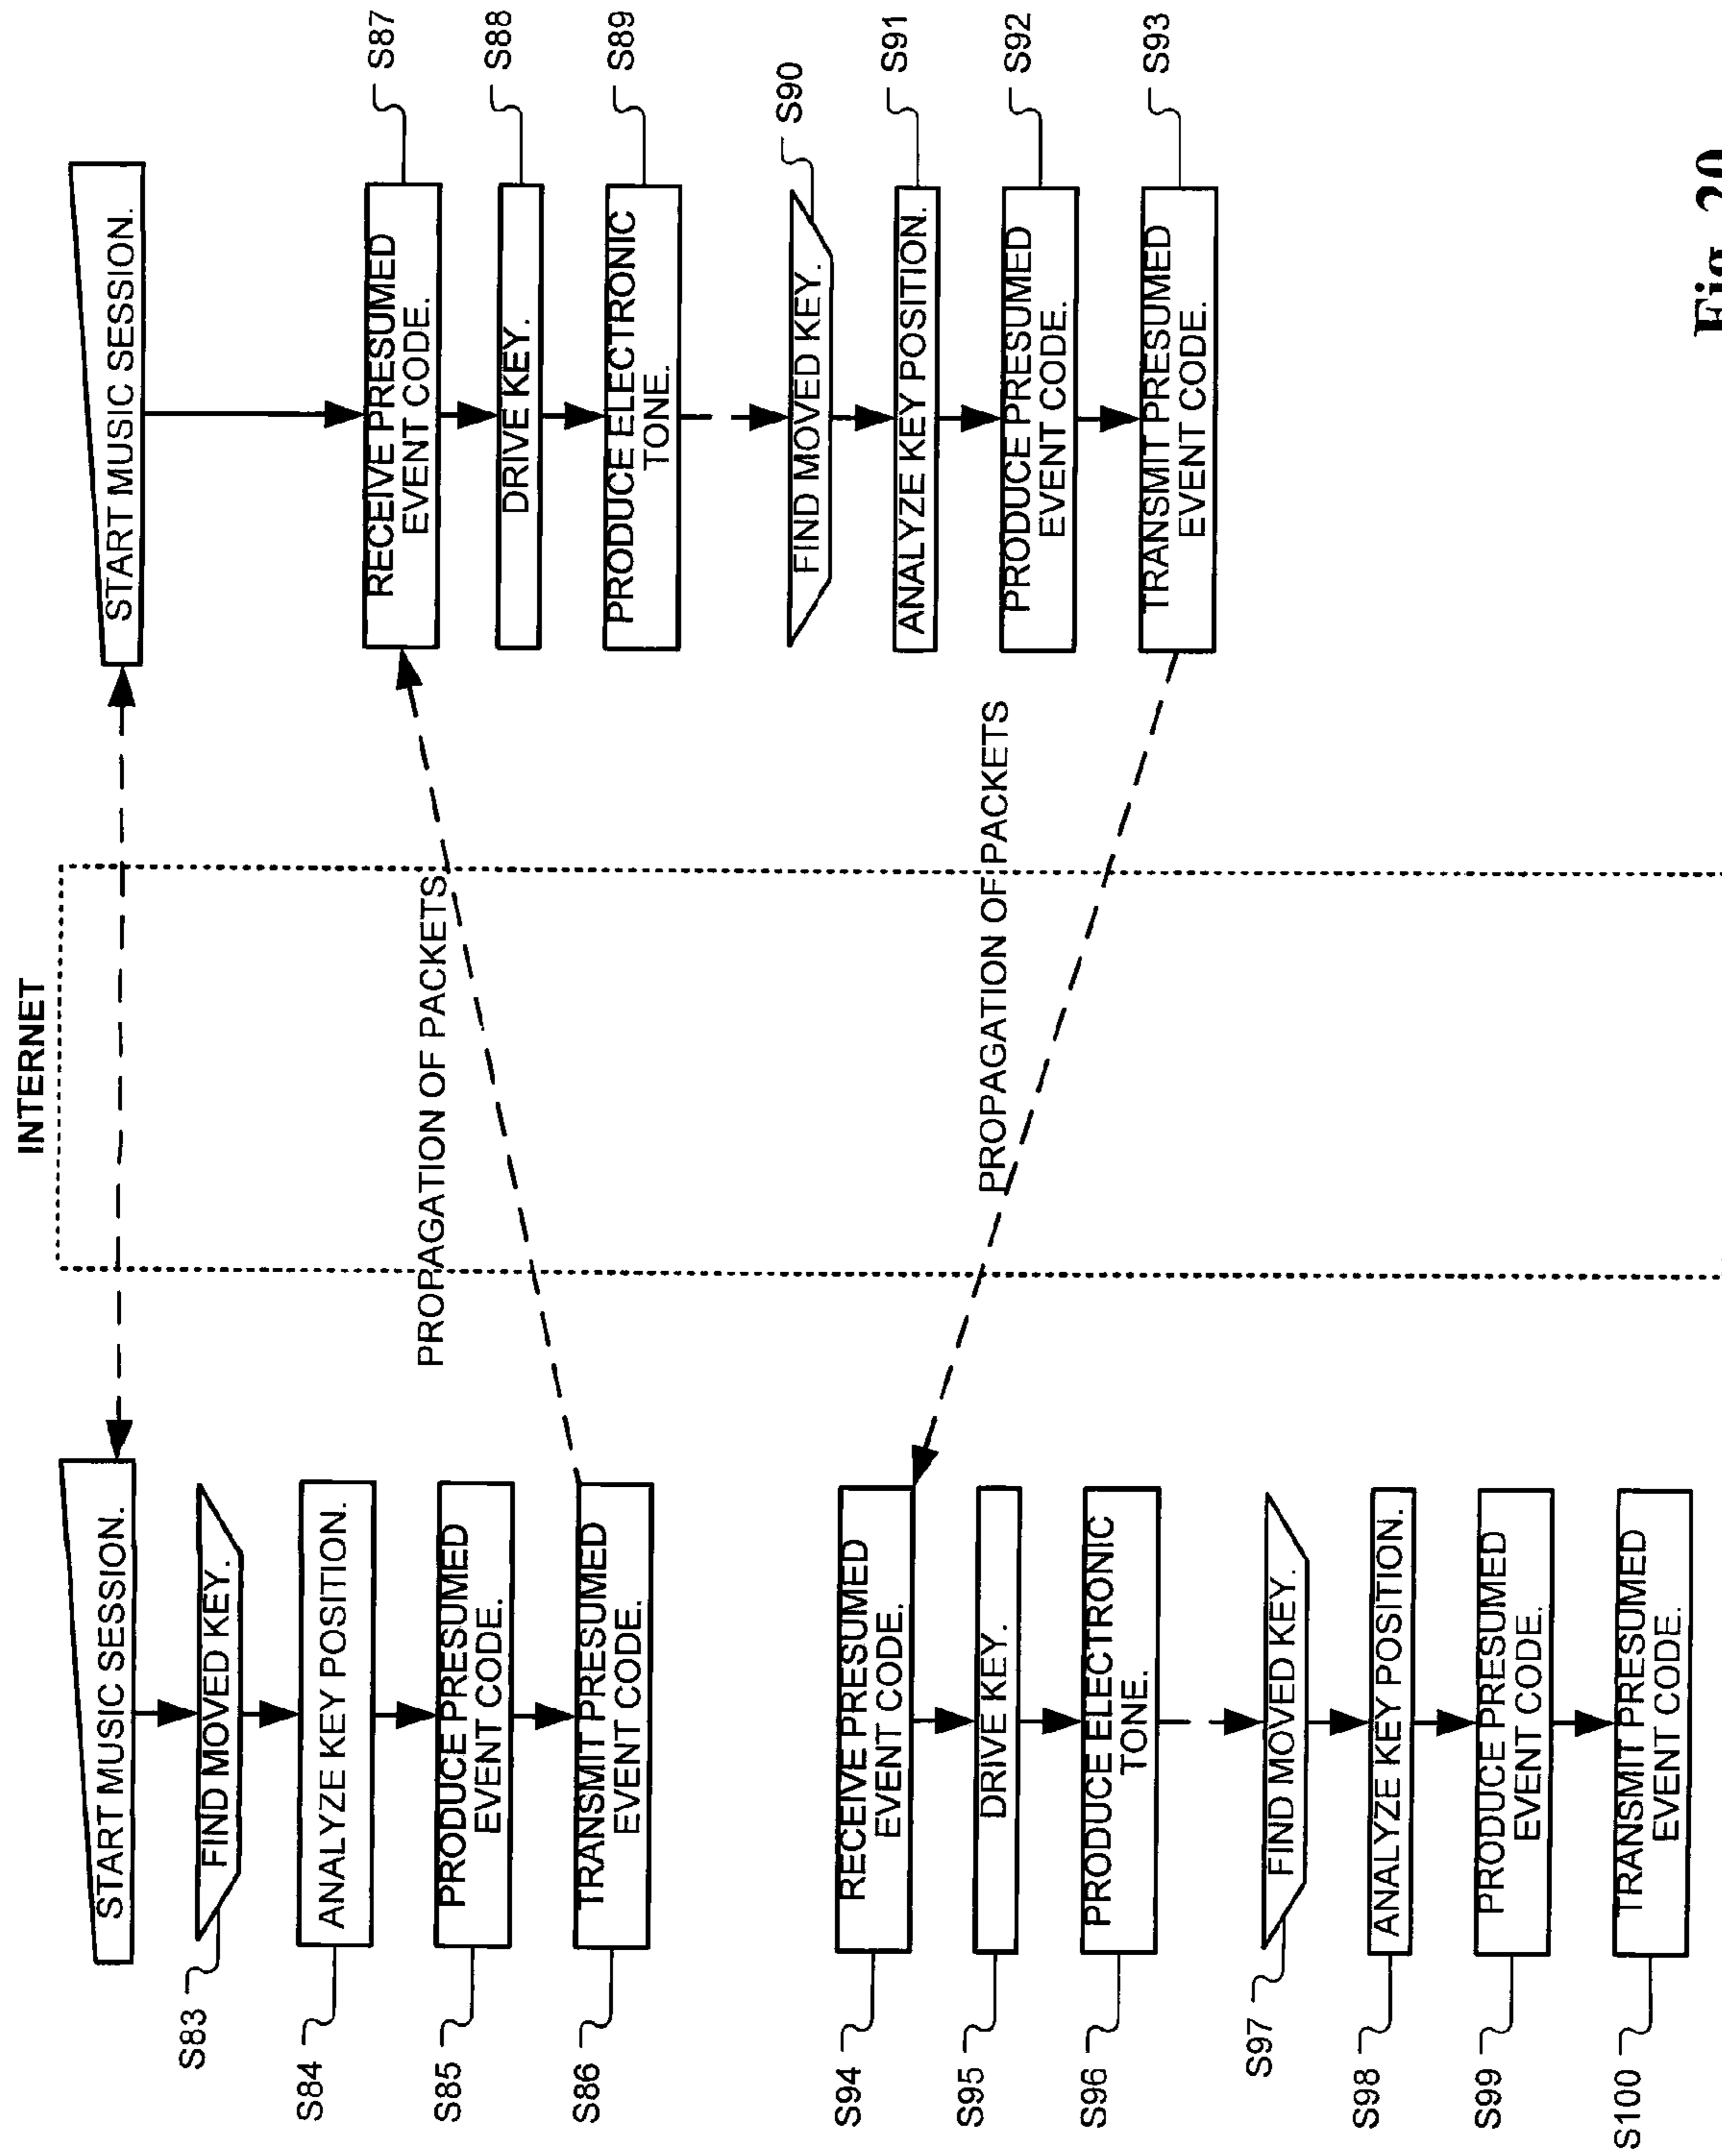 INTERNET
START MUSIC SESSION.
S83
FIND MOVED KEY.
S84
ANALYZE KEY POSITION.
S85
PRODUCE PRESUMED
EVENT CODE.
S86
TRANSMIT PRESUMED
EVENT CODE.
S94
RECEIVE PRESUMED
EVENT CODE.
S95
DRIVE KEY.
S96
PRODUCE ELECTRONIC
TONE.
S97
FIND MOVED KEY.
S98
ANALYZE KEY POSITION.
S99
PRODUCE PRESUMED
EVENT CODE.
S100
TRANSMIT PRESUMED
EVENT CODE.
PROPAGATION OF PACKETS
PROPAGATION OF PACKETS
START MUSIC SESSION.
RECEIVE PRESUMED
EVENT CODE.
S87
DRIVE KEY.
S88
PRODUCE ELECTRONIC
TONE.
S89
FIND MOVED KEY.
S90
ANALYZE KEY POSITION.
S91
PRODUCE PRESUMED
EVENT CODE.
S92
TRANSMIT PRESUMED
EVENT CODE.
S93
Fig. 20